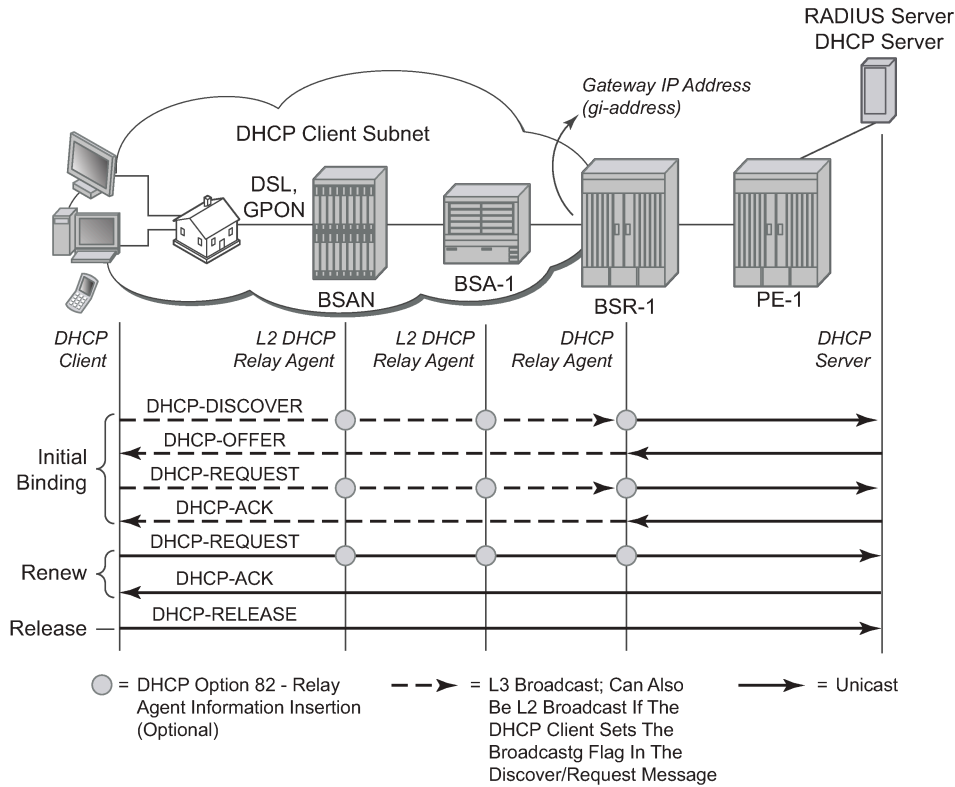 RADIUS Server
DHCP Server
Gateway IP Address
(gi-address)
DHCP Client Subnet
DSL,
GPON
BSAN
BSA-1
BSR-1
PE-1
DHCP
Client
L2 DHCP
Relay Agent
L2 DHCP
Relay Agent
DHCP
Relay Agent
DHCP
Server
DHCP-DISCOVER
DHCP-OFFER
Initial
Binding
DHCP-REQUEST
DHCP-ACK
DHCP-REQUEST
Renew
DHCP-ACK
DHCP-RELEASE
Release
= DHCP Option 82 - Relay
Agent Information Insertion
(Optional)
= L3 Broadcast; Can Also
Be L2 Broadcast If The
DHCP Client Sets The
Broadcastg Flag In The
Discover/Request Message
= Unicast